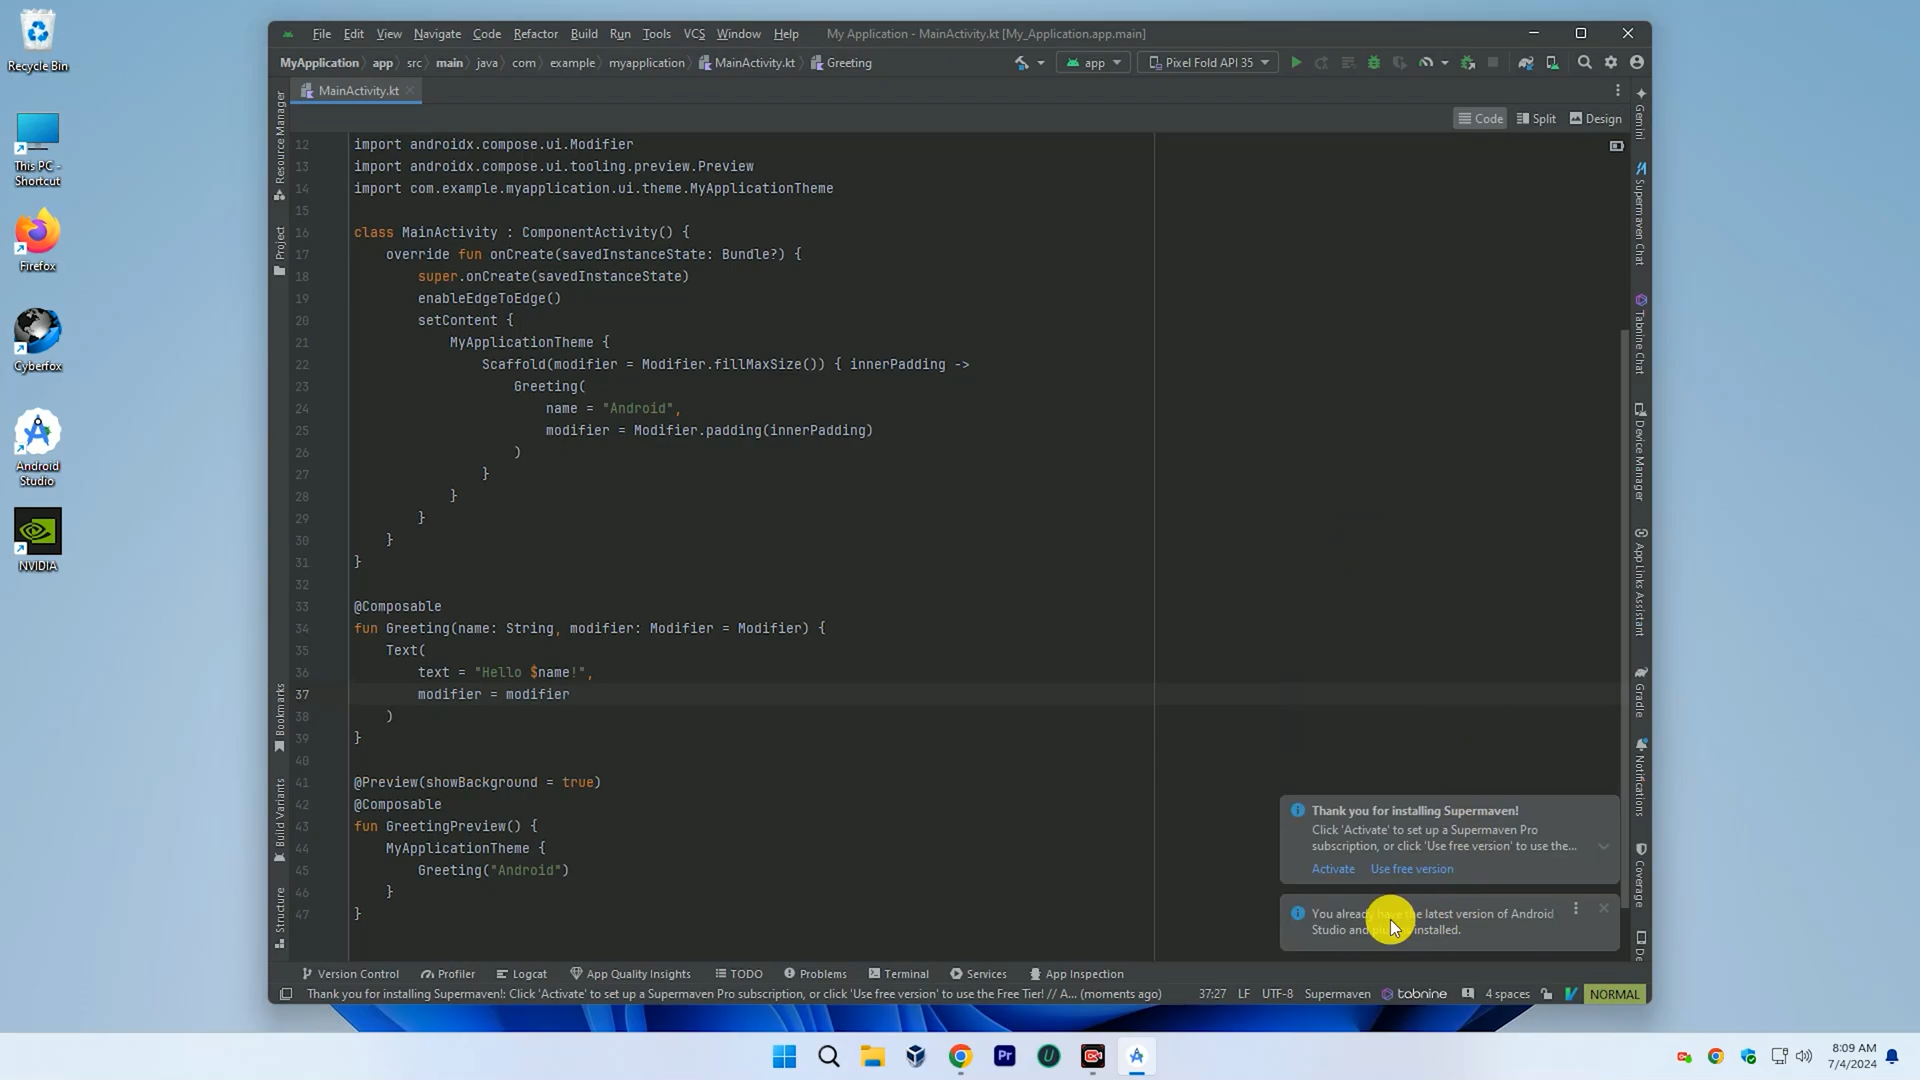 Recycle Bin
This PC -
Shortcut
Firefox
Cyberfox
Android
Studio
NVIDIA
File Edit View Navigate Code Refactor Build Run Tools VCS Window Help My Application - MainActivity.kt [My_Application.app.main]
MyApplication app src main java com example myapplication MainActivity.kt Greeting app Pixel Fold API 35
MainActivity.kt
Code Split Design
12 import androidx.compose.ui.Modifier
13 import androidx.compose.ui.tooling.preview.Preview
14 import com.example.myapplication.ui.theme.MyApplicationTheme
15
16 class MainActivity : ComponentActivity() {
17 override fun onCreate(savedInstanceState: Bundle?) {
18 super.onCreate(savedInstanceState)
19 enableEdgeToEdge()
20 setContent {
21 MyApplicationTheme {
22 Scaffold(modifier = Modifier.fillMaxSize()) { innerPadding ->
23 Greeting(
24 name = "Android",
25 modifier = Modifier.padding(innerPadding)
26 )
27 }
28 }
29 }
30 }
31 }
32
33 @Composable
34 fun Greeting(name: String, modifier: Modifier = Modifier) {
35 Text(
36 text = "Hello $name!",
37 modifier = modifier
38 )
39 }
40
41 @Preview(showBackground = true)
42 @Composable
43 fun GreetingPreview() {
44 MyApplicationTheme {
45 Greeting("Android")
46 }
47 }
Resource Manager
Project
Bookmarks
Build Variants
Structure
Gemini
Supermaven Chat
Tabnine Chat
Device Manager
App Links Assistant
Gradle
Notifications
Coverage
Thank you for installing Supermaven!
Click 'Activate' to set up a Supermaven Pro
subscription, or click 'Use free version' to use the...
Activate Use free version
You already have the latest version of Android
Studio and plugins installed.
Version Control Profiler Logcat App Quality Insights TODO Problems Terminal Services App Inspection
Thank you for installing Supermaven!: Click 'Activate' to set up a Supermaven Pro subscription, or click 'Use free version' to use the Free Tier! // A... (moments ago) 37:27 LF UTF-8 Supermaven tabnine 4 spaces NORMAL
Pr
8:09 AM
7/4/2024